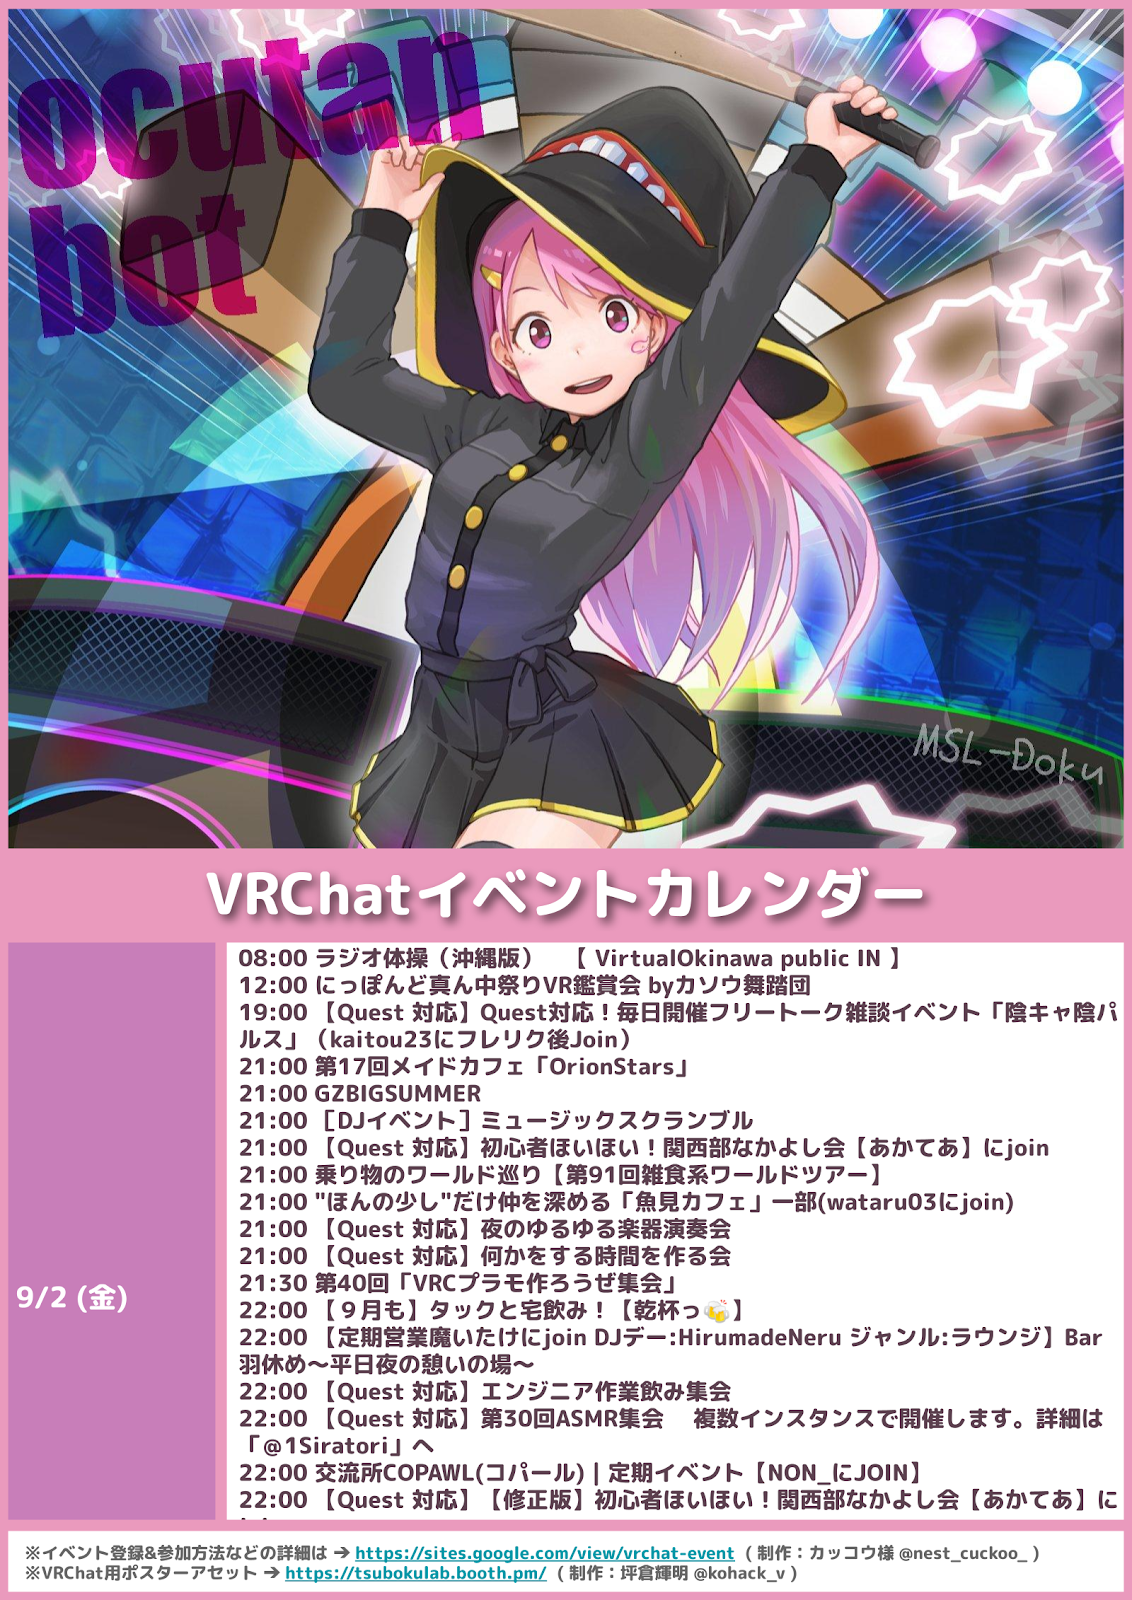 ocutan
bot
MSL-Doku
VRChatイベントカレンダー
9/2 (金)
08:00 ラジオ体操（沖縄版）　【 VirtualOkinawa public IN 】
12:00 にっぽんど真ん中祭りVR鑑賞会 byカソウ舞踏団
19:00 【Quest 対応】Quest対応！毎日開催フリートーク雑談イベント「陰キャ陰パ
ルス」（kaitou23にフレリク後Join）
21:00 第17回メイドカフェ「OrionStars」
21:00 GZBIGSUMMER
21:00 ［DJイベント］ミュージックスクランブル
21:00 【Quest 対応】初心者ほいほい！関西部なかよし会【あかてあ】にjoin
21:00 乗り物のワールド巡り【第91回雑食系ワールドツアー】
21:00 "ほんの少し"だけ仲を深める「魚見カフェ」一部(wataru03にjoin)
21:00 【Quest 対応】夜のゆるゆる楽器演奏会
21:00 【Quest 対応】何かをする時間を作る会
21:30 第40回「VRCプラモ作ろうぜ集会」
22:00 【９月も】タックと宅飲み！【乾杯っ🍻】
22:00 【定期営業魔いたけにjoin DJデー:HirumadeNeru ジャンル:ラウンジ】Bar
羽休め～平日夜の憩いの場～
22:00 【Quest 対応】エンジニア作業飲み集会
22:00 【Quest 対応】第30回ASMR集会　 複数インスタンスで開催します。詳細は
「@1Siratori」へ
22:00 交流所COPAWL(コパール) | 定期イベント【NON_にJOIN】
22:00 【Quest 対応】【修正版】初心者ほいほい！関西部なかよし会【あかてあ】に
※イベント登録&参加方法などの詳細は → https://sites.google.com/view/vrchat-event （ 制作：カッコウ様 @nest_cuckoo_ ）
※VRChat用ポスターアセット → https://tsubokulab.booth.pm/ （ 制作：坪倉輝明 @kohack_v ）